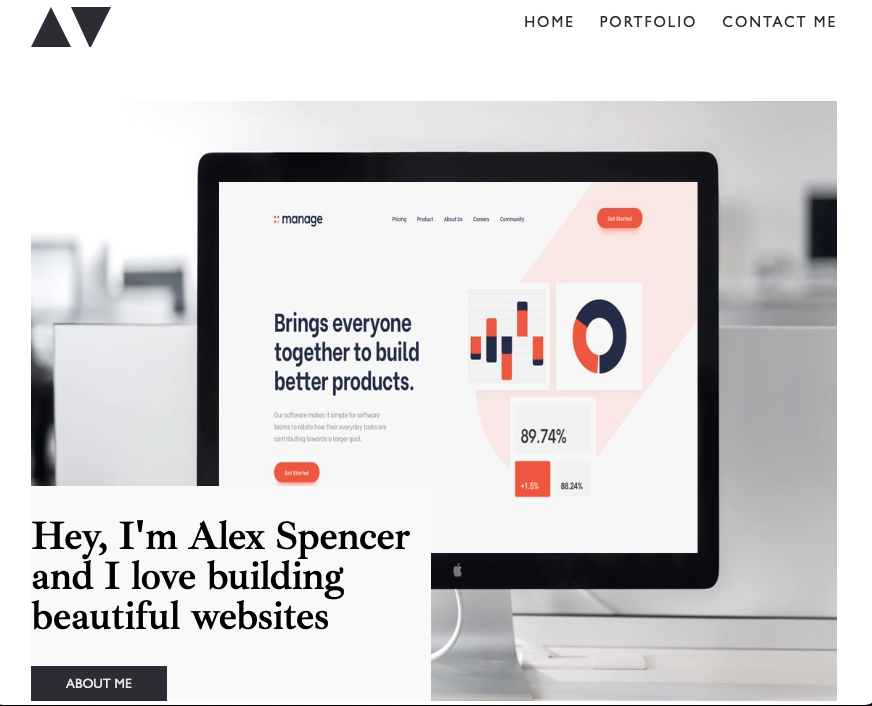 HOME PORTFOLIO CONTACT ME
manage
Pricing Product About Us Careers Community
Get Started
Brings everyone
together to build
better products.
Our software makes it simple for software
teams to relate how their everyday tasks are
contributing towards a larger goal.
Get Started
89.74%
+1.5% 88.24%
Hey, I'm Alex Spencer
and I love building
beautiful websites
ABOUT ME